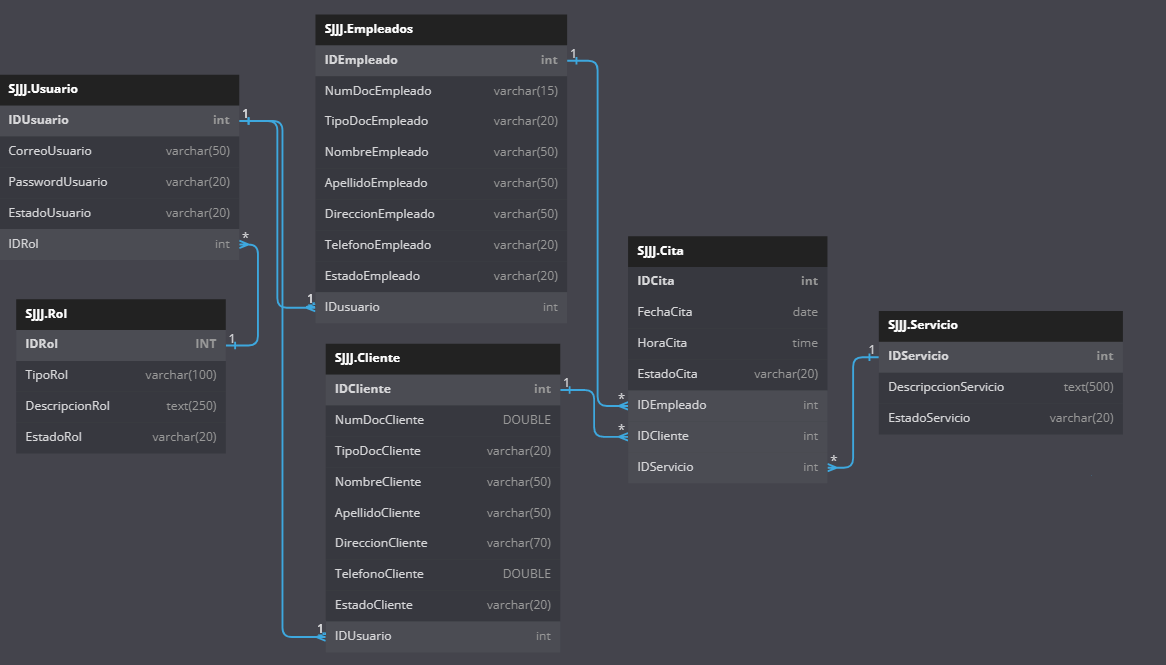 SJJJ.Usuario
IDUsuario int
CorreoUsuario varchar(50)
PasswordUsuario varchar(20)
EstadoUsuario varchar(20)
IDRol int
1
*
SJJJ.Rol
IDRol INT
TipoRol varchar(100)
DescripcionRol text(250)
EstadoRol varchar(20)
1
SJJJ.Empleados
IDEmpleado int
NumDocEmpleado varchar(15)
TipoDocEmpleado varchar(20)
NombreEmpleado varchar(50)
ApellidoEmpleado varchar(50)
DireccionEmpleado varchar(50)
TelefonoEmpleado varchar(20)
EstadoEmpleado varchar(20)
IDusuario int
1
1
SJJJ.Cliente
IDCliente int
NumDocCliente DOUBLE
TipoDocCliente varchar(20)
NombreCliente varchar(50)
ApellidoCliente varchar(50)
DireccionCliente varchar(70)
TelefonoCliente DOUBLE
EstadoCliente varchar(20)
IDUsuario int
1
1
SJJJ.Cita
IDCita int
FechaCita date
HoraCita time
EstadoCita varchar(20)
* IDEmpleado int
* IDCliente int
IDServicio int *
SJJJ.Servicio
1 IDServicio int
DescripccionServicio text(500)
EstadoServicio varchar(20)